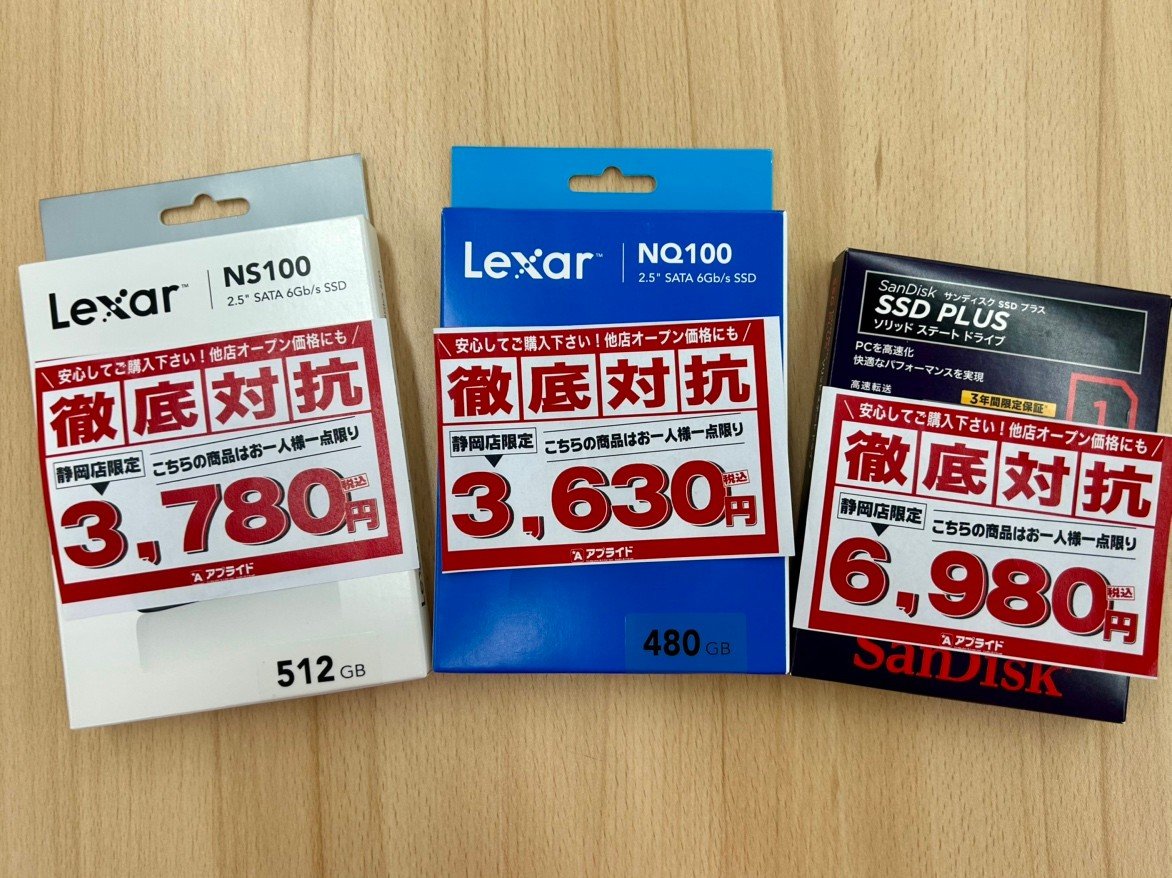 Lexar™
NS100
2.5" SATA 6Gb/s SSD
\ 安心してご購入下さい！他店オープン価格にも /
徹底対抗
静岡店限定
こちらの商品はお一人様一点限り
3,780円
税込
アプライド
512 GB
Lexar™
NQ100
2.5" SATA 6Gb/s SSD
\ 安心してご購入下さい！他店オープン価格にも /
徹底対抗
静岡店限定
こちらの商品はお一人様一点限り
3,630円
税込
アプライド
480 GB
SanDisk サンディスク SSD プラス
SSD PLUS
ソリッド ステート ドライブ
PCを高速化
快適なパフォーマンスを実現
高速転送
3年間限定保証
1
\ 安心してご購入下さい！他店オープン価格にも /
徹底対抗
静岡店限定
こちらの商品はお一人様一点限り
6,980円
税込
アプライド
SanDisk